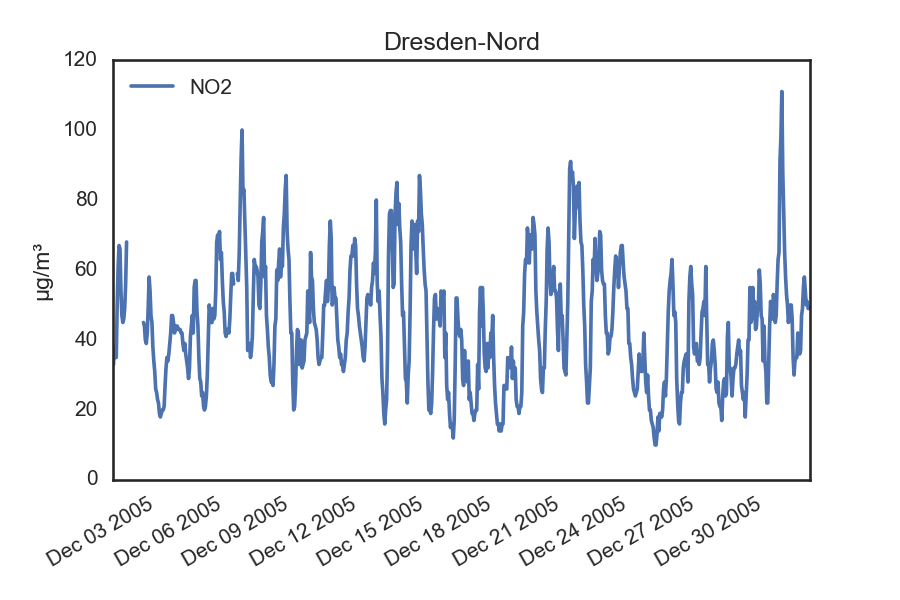 Dresden-Nord
120
NO2
100
80
60
40
20
0
µg/m³
Dec 03 2005
Dec 06 2005
Dec 09 2005
Dec 12 2005
Dec 15 2005
Dec 18 2005
Dec 21 2005
Dec 24 2005
Dec 27 2005
Dec 30 2005